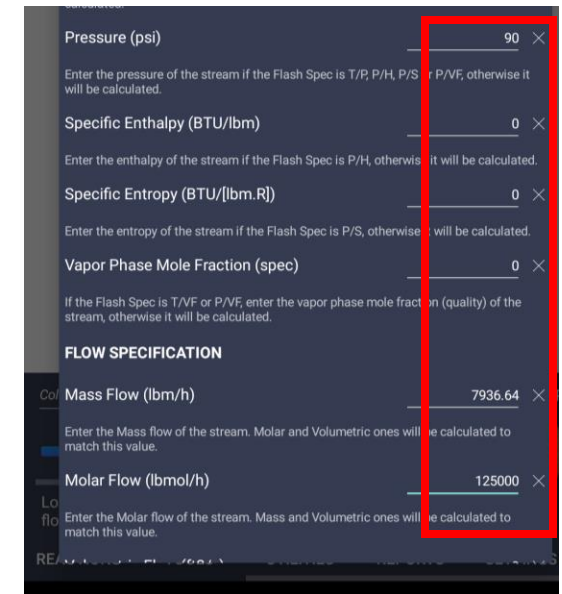 calculated.
Pressure (psi) 90
Enter the pressure of the stream if the Flash Spec is T/P, P/H, P/S or P/VF, otherwise it
will be calculated.
Specific Enthalpy (BTU/lbm) 0
Enter the enthalpy of the stream if the Flash Spec is P/H, otherwise it will be calculated.
Specific Entropy (BTU/[lbm.R]) 0
Enter the entropy of the stream if the Flash Spec is P/S, otherwise it will be calculated.
Vapor Phase Mole Fraction (spec) 0
If the Flash Spec is T/VF or P/VF, enter the vapor phase mole fraction (quality) of the
stream, otherwise it will be calculated.
FLOW SPECIFICATION
Col Mass Flow (lbm/h) 7936.64
Enter the Mass flow of the stream. Molar and Volumetric ones will be calculated to
match this value.
Molar Flow (lbmol/h) 125000
Lo
flo Enter the Molar flow of the stream. Mass and Volumetric ones will be calculated to
match this value.